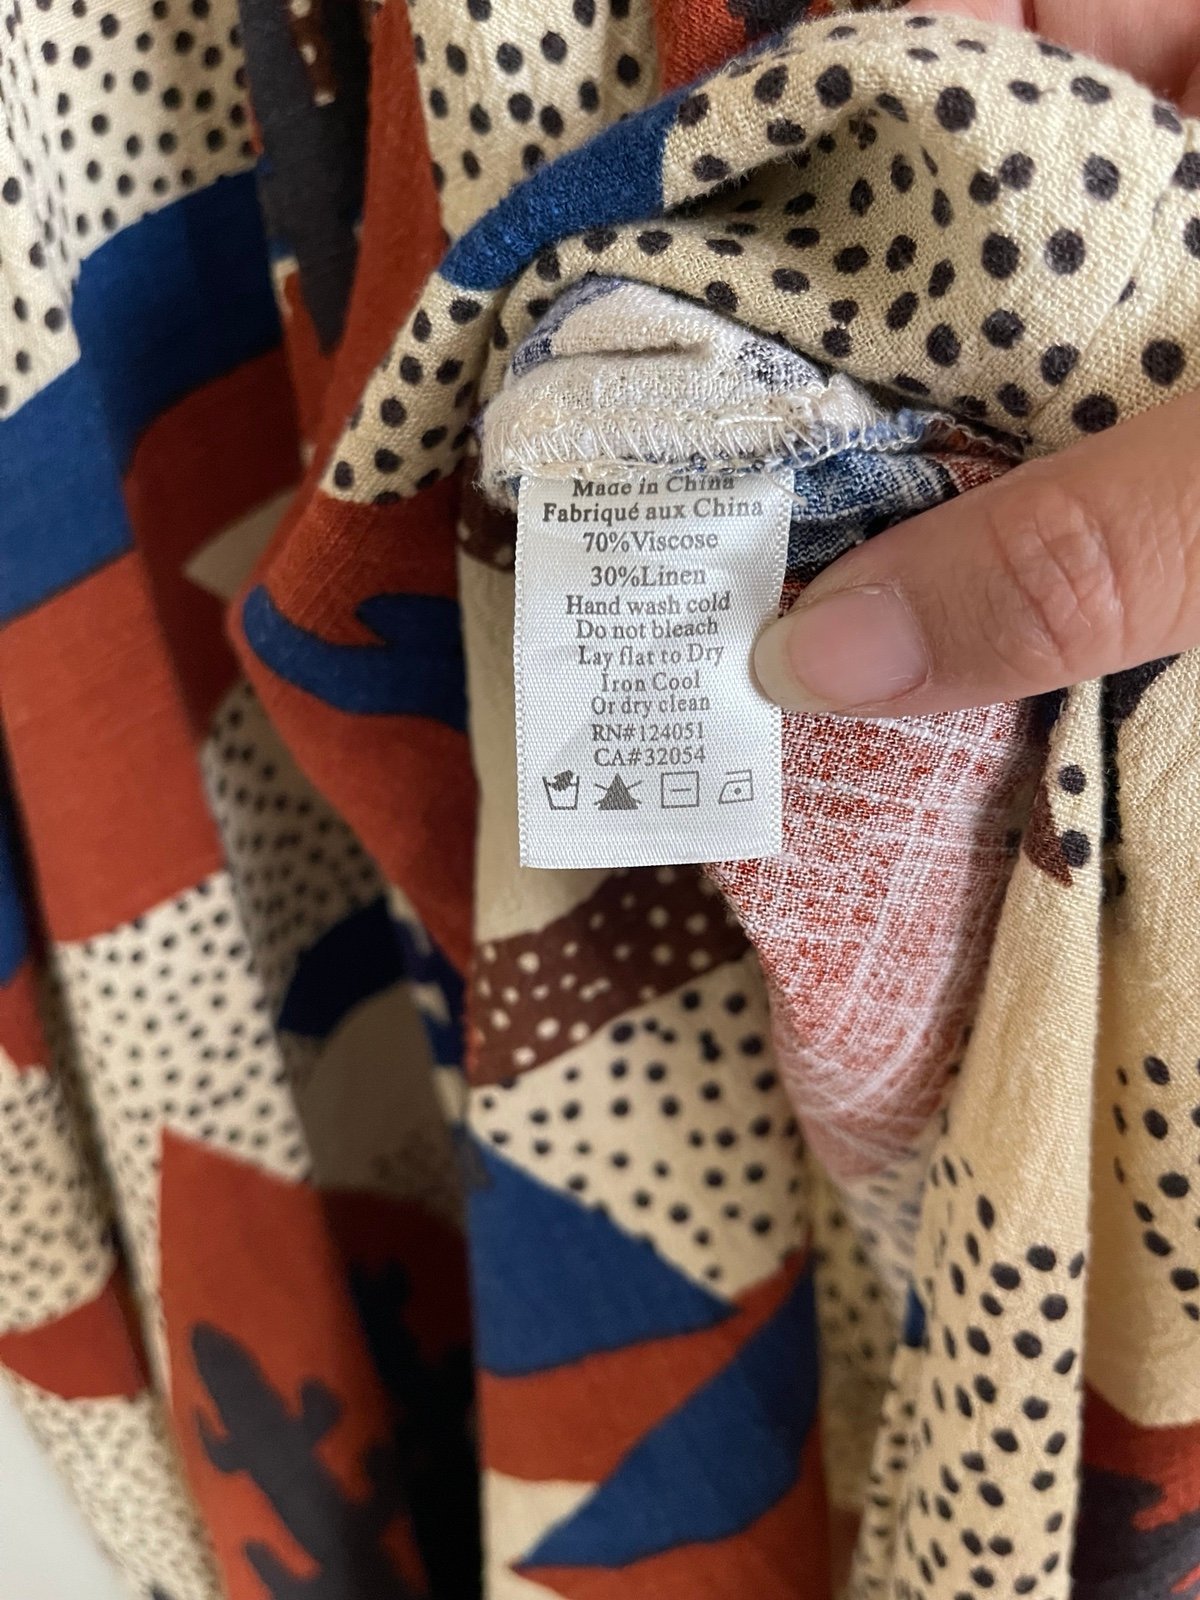 Made in China
Fabriqué aux China
70%Viscose
30%Linen
Hand wash cold
Do not bleach
Lay flat to Dry
Iron Cool
Or dry clean
RN#124051
CA#32054